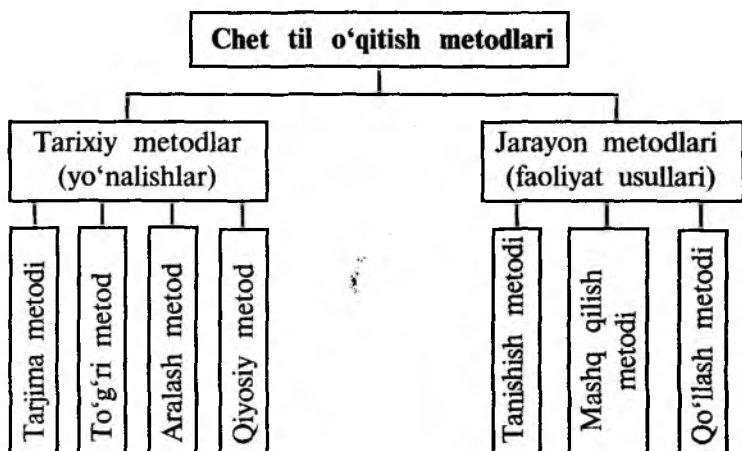 Chet til o‘qitish metodlari
Tarixiy metodlar
(yo‘nalishlar)
Jarayon metodlari
(faoliyat usullari)
Tarjima metodi
To‘g‘ri metod
Aralash metod
Qiyosiy metod
Tanishish metodi
Mashq qilish
metodi
Qo‘llash metodi